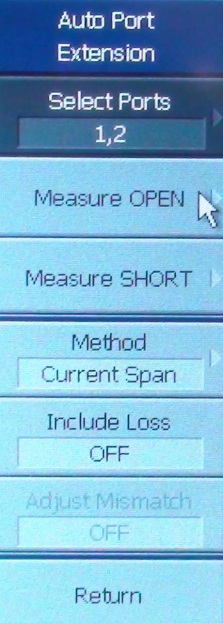 Auto Port
Extension
Select Ports
1,2
Measure OPEN
Measure SHORT
Method
Current Span
Include Loss
OFF
Adjust Mismatch
OFF
Return